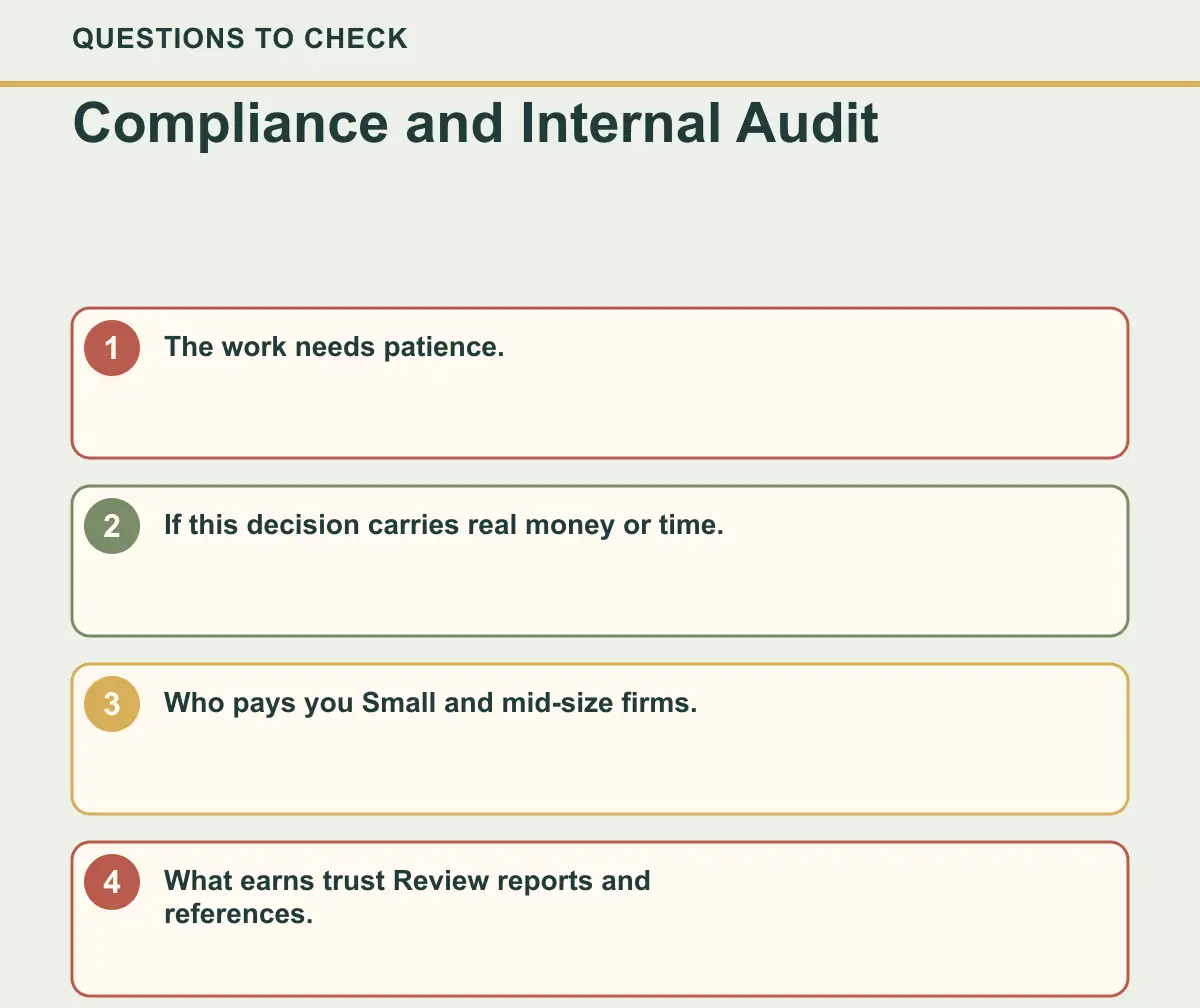 QUESTIONS TO CHECK
Compliance and Internal Audit
1 The work needs patience.
2 If this decision carries real money or time.
3 Who pays you Small and mid-size firms.
4 What earns trust Review reports and
references.